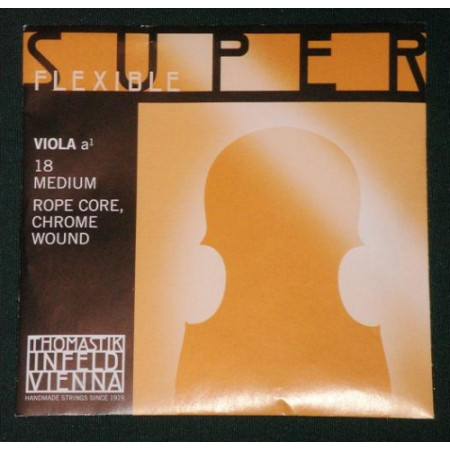 SUPER
FLEXIBLE
VIOLA a¹
18
MEDIUM
ROPE CORE,
CHROME
WOUND
THOMASTIK
INFELD
VIENNA
HANDMADE STRINGS SINCE 1919